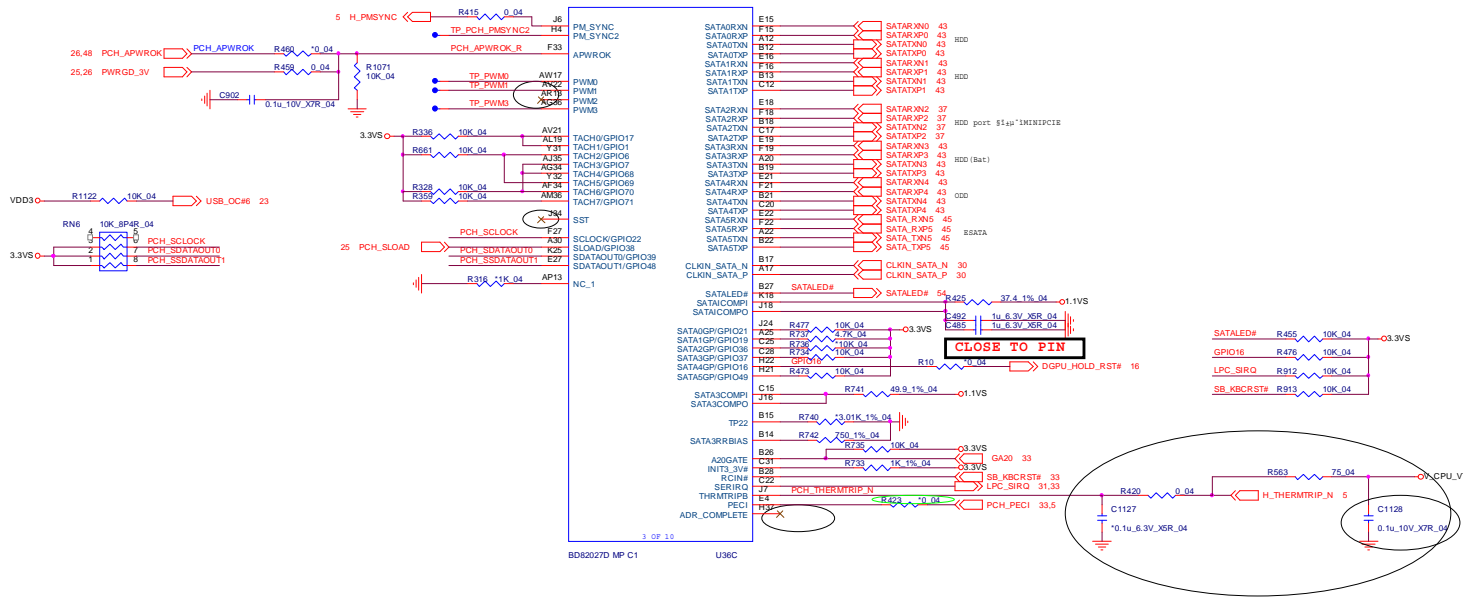 5 H_PMSYNC R415 0_04
TP_PCH_PMSYNC2
26,48 PCH_APWROK PCH_APWROK R460 *0_04 PCH_APWROK_R
25,26 PWRGD_3V R459 0_04
R1071
10K_04
C902 0.1u_10V_X7R_04
TP_PWM0
TP_PWM1
TP_PWM3
3.3VS R336 10K_04
R661 10K_04
R328 10K_04
R359 10K_04
VDD3 R1122 10K_04 USB_OC#6 23
RN6 10K_8P4R_04
4 5
3 6 PCH_SCLOCK
3.3VS 2 7 PCH_SDATAOUT0
1 8 PCH_SSDATAOUT1
PCH_SCLOCK
25 PCH_SLOAD
PCH_SDATAOUT0
PCH_SSDATAOUT1
R316 *1K_04
J6 PM_SYNC
H4 PM_SYNC2
F33 APWROK
AW17 PWM0
AV22 PWM1
AR13 PWM2
AG36 PWM3
AV21 TACH0/GPIO17
AL19 TACH1/GPIO1
Y31 TACH2/GPIO6
AJ35 TACH3/GPIO7
AG34 TACH4/GPIO68
Y32 TACH5/GPIO69
AF34 TACH6/GPIO70
AM36 TACH7/GPIO71
J34 SST
F27 SCLOCK/GPIO22
A30 SLOAD/GPIO38
K25 SDATAOUT0/GPIO39
E27 SDATAOUT1/GPIO48
AP13 NC_1
SATA0RXN E15 SATARXN0 43
SATA0RXP F15 SATARXP0 43
HDD
SATA0TXN A12 SATATXN0 43
SATA0TXP B12 SATATXP0 43
SATA1RXN E16 SATARXN1 43
SATA1RXP F16 SATARXP1 43
HDD
SATA1TXN B13 SATATXN1 43
SATA1TXP C12 SATATXP1 43
SATA2RXN E18 SATARXN2 37
SATA2RXP F18 SATARXP2 37
HDD port §Î±µ¨ìMINIPCIE
SATA2TXN B18 SATATXN2 37
SATA2TXP C17 SATATXP2 37
SATA3RXN E19 SATARXN3 43
SATA3RXP F19 SATARXP3 43
HDD(Bat)
SATA3TXN A20 SATATXN3 43
SATA3TXP B19 SATATXP3 43
SATA4RXN E21 SATARXN4 43
SATA4RXP F21 SATARXP4 43
ODD
SATA4TXN B21 SATATXN4 43
SATA4TXP C20 SATATXP4 43
SATA5RXN E22 SATA_RXN5 45
SATA5RXP F22 SATA_RXP5 45
ESATA
SATA5TXN A22 SATA_TXN5 45
SATA5TXP B22 SATA_TXP5 45
CLKIN_SATA_N B17 CLKIN_SATA_N 30
CLKIN_SATA_P A17 CLKIN_SATA_P 30
SATALED# B27 SATALED# SATALED# 54
SATAICOMPI K18 R425 37.4_1%_04 1.1VS
SATAICOMPO J18
C492 1u_6.3V_X5R_04
C485 1u_6.3V_X5R_04
CLOSE TO PIN
SATA0GP/GPIO21 J24 R477 10K_04 3.3VS
SATA1GP/GPIO19 A25 R737 4.7K_04
SATA2GP/GPIO36 C25 R736 *10K_04
SATA3GP/GPIO37 C28 R734 10K_04
SATA4GP/GPIO16 H22 GPIO16 R10 *0_04 DGPU_HOLD_RST# 16
SATA5GP/GPIO49 H21 R473 10K_04
SATA3COMPI C15 R741 49.9_1%_04 1.1VS
SATA3COMPO J16
TP22 B15 R740 *3.01K_1%_04
SATA3RRBIAS B14 R742 750_1%_04
R735 10K_04 3.3VS
A20GATE B26 GA20 33
INIT3_3V# C31 R733 1K_1%_04 3.3VS
RCIN# B28 SB_KBCRST# 33
SERIRQ C22 LPC_SIRQ 31,33
THRMTRIPB J7 PCH_THERMTRIP_N
PECI E4 R423 *0_04 PCH_PECI 33,5
ADR_COMPLETE H37
SATALED# R455 10K_04 3.3VS
GPIO16 R476 10K_04
LPC_SIRQ R912 10K_04
SB_KBCRST# R913 10K_04
R563 75_04 V_CPU_V
R420 0_04 H_THERMTRIP_N 5
C1127
*0.1u_6.3V_X5R_04
C1128
0.1u_10V_X7R_04
3 OF 10
BD82027D MP C1 U36C